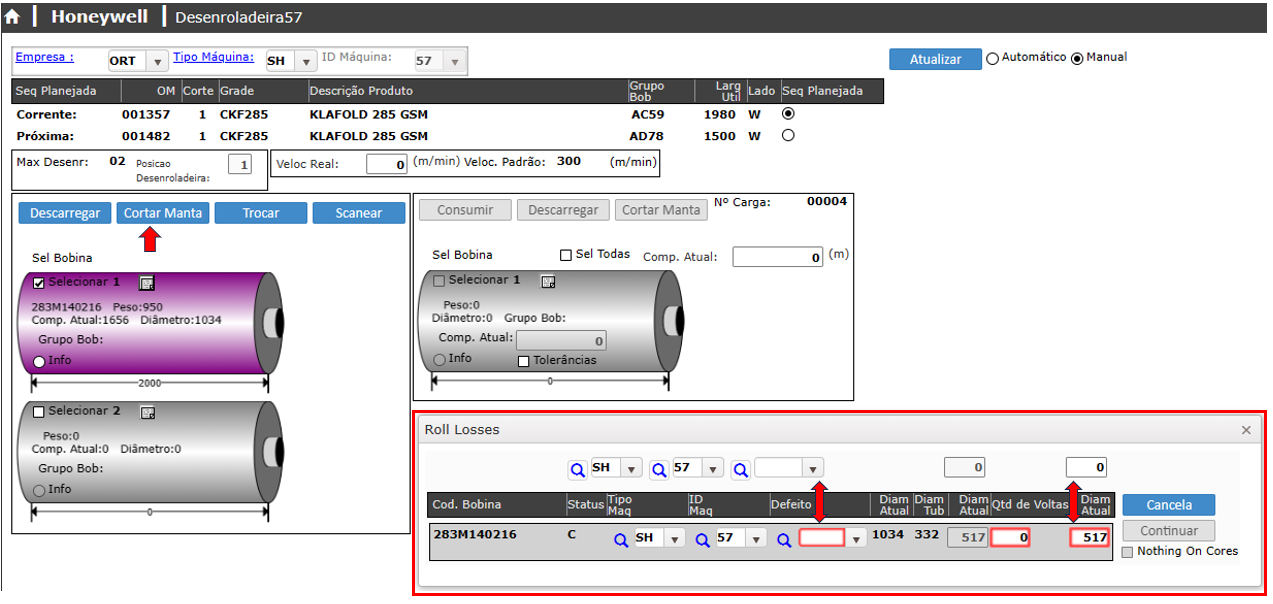 Honeywell Desenroladeira57
Empresa : ORT Tipo Máquina: SH ID Máquina: 57 Atualizar Automático Manual
Seq Planejada OM Corte Grade Descrição Produto Grupo Bob Larg Util Lado Seq Planejada
Corrente: 001357 1 CKF285 KLAFOLD 285 GSM AC59 1980 W
Próxima: 001482 1 CKF285 KLAFOLD 285 GSM AD78 1500 W
Max Desenr: 02 Posicao Desenroladeira: 1 Veloc Real: 0 (m/min) Veloc. Padrão: 300 (m/min)
Descarregar Cortar Manta Trocar Scanear
Sel Bobina
Selecionar 1
283M140216 Peso:950
Comp. Atual:1656 Diâmetro:1034
Grupo Bob:
Info
2000
Selecionar 2
Peso:0
Comp. Atual:0 Diâmetro:0
Grupo Bob:
Info
0
Consumir Descarregar Cortar Manta Nº Carga: 00004
Sel Bobina Sel Todas Comp. Atual: 0 (m)
Selecionar 1
Peso:0
Diâmetro:0 Grupo Bob:
Comp. Atual: 0
Info Tolerâncias
0
Roll Losses ×
SH 57 0 0
Cod. Bobina Status Tipo Maq ID Maq Defeito Diam Atual Diam Tub Diam Atual Qtd de Voltas Diam Atual
283M140216 C SH 57 1034 332 517 0 517
Cancela
Continuar
Nothing On Cores